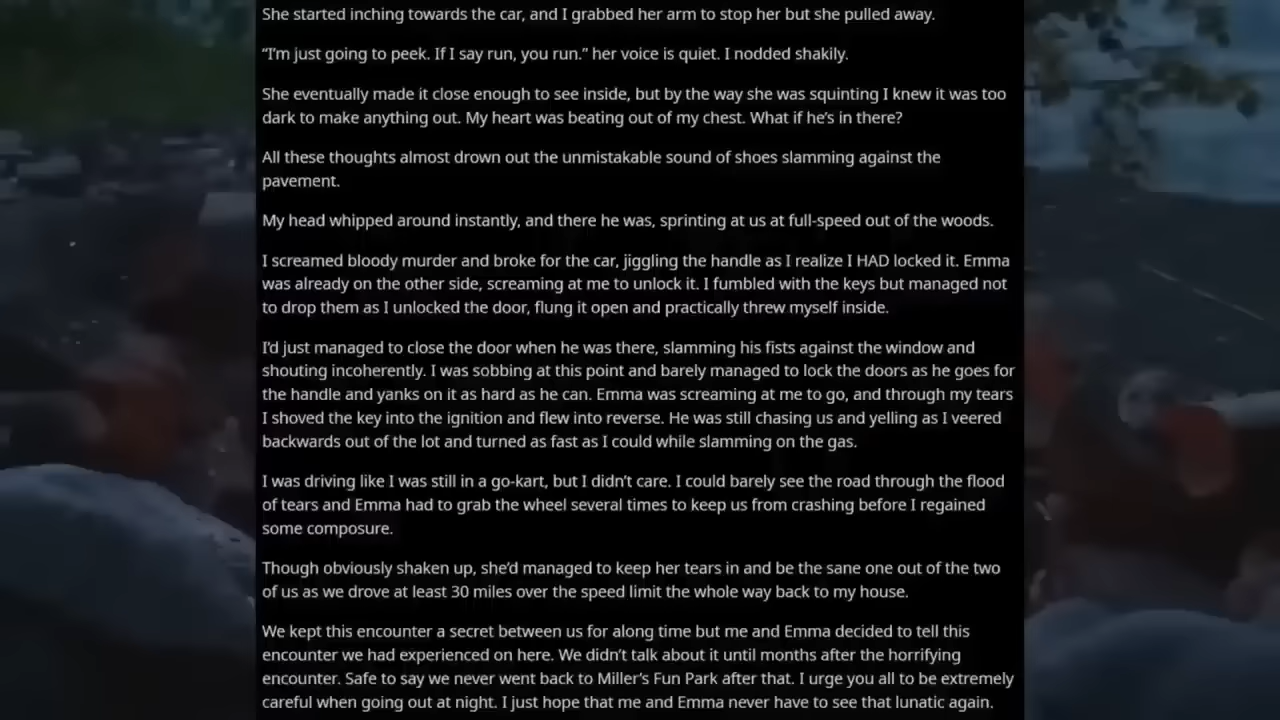 She started inching towards the car, and I grabbed her arm to stop her but she pulled away.
“I’m just going to peek. If I say run, you run.” her voice is quiet. I nodded shakily.
She eventually made it close enough to see inside, but by the way she was squinting I knew it was too
dark to make anything out. My heart was beating out of my chest. What if he’s in there?
All these thoughts almost drown out the unmistakable sound of shoes slamming against the
pavement.
My head whipped around instantly, and there he was, sprinting at us at full-speed out of the woods.
I screamed bloody murder and broke for the car, jiggling the handle as I realize I HAD locked it. Emma
was already on the other side, screaming at me to unlock it. I fumbled with the keys but managed not
to drop them as I unlocked the door, flung it open and practically threw myself inside.
I’d just managed to close the door when he was there, slamming his fists against the window and
shouting incoherently. I was sobbing at this point and barely managed to lock the doors as he goes for
the handle and yanks on it as hard as he can. Emma was screaming at me to go, and through my tears
I shoved the key into the ignition and flew into reverse. He was still chasing us and yelling as I veered
backwards out of the lot and turned as fast as I could while slamming on the gas.
I was driving like I was still in a go-kart, but I didn’t care. I could barely see the road through the flood
of tears and Emma had to grab the wheel several times to keep us from crashing before I regained
some composure.
Though obviously shaken up, she’d managed to keep her tears in and be the sane one out of the two
of us as we drove at least 30 miles over the speed limit the whole way back to my house.
We kept this encounter a secret between us for along time but me and Emma decided to tell this
encounter we had experienced on here. We didn’t talk about it until months after the horrifying
encounter. Safe to say we never went back to Miller’s Fun Park after that. I urge you all to be extremely
careful when going out at night. I just hope that me and Emma never have to see that lunatic again.